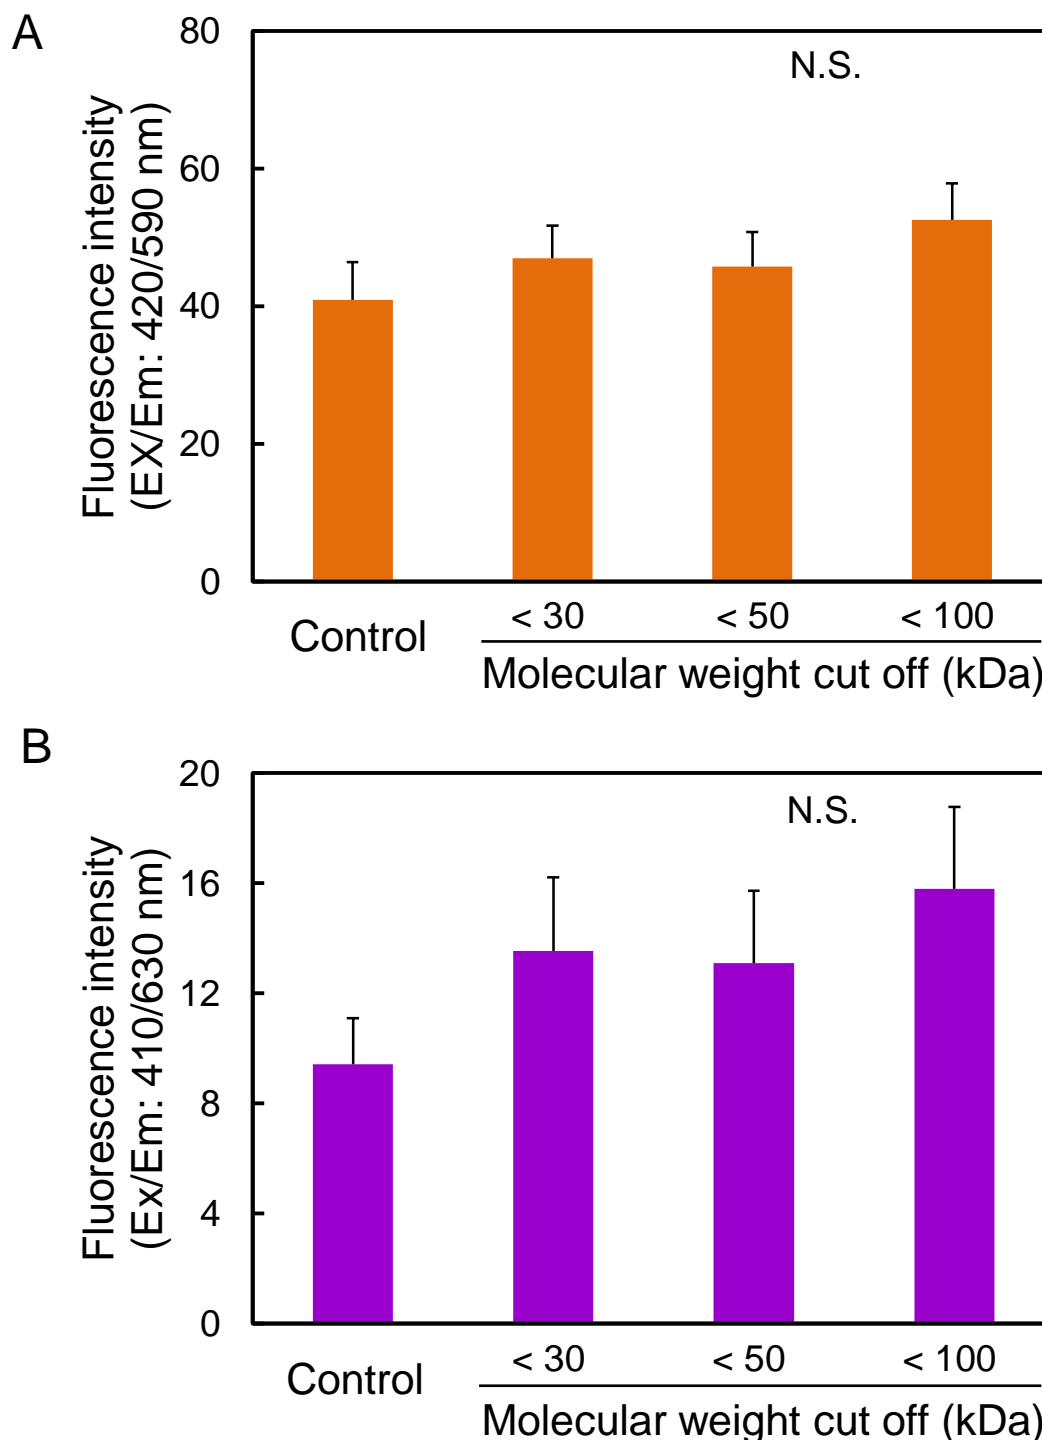 A
80
N.S.
Fluorescence intensity
(EX/Em: 420/590 nm)
60
40
20
0
Control
< 30 < 50 < 100
Molecular weight cut off (kDa)
B
20
N.S.
Fluorescence intensity
(Ex/Em: 410/630 nm)
16
12
8
4
0
Control
< 30 < 50 < 100
Molecular weight cut off (kDa)